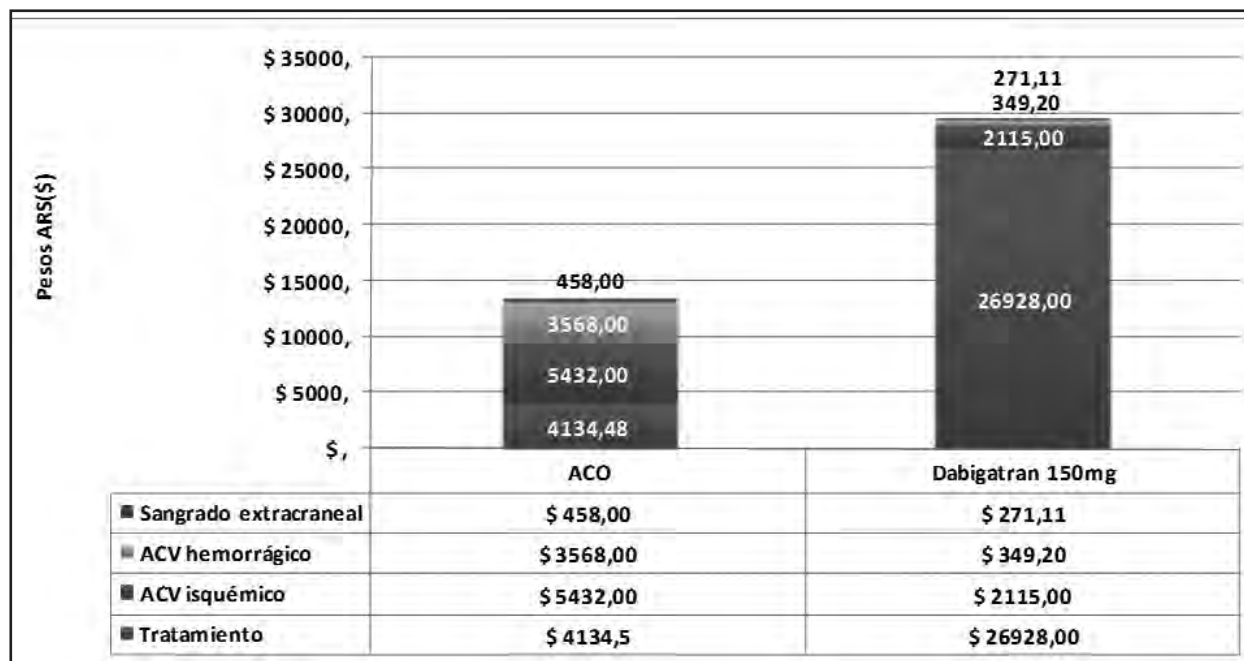 Pesos ARS($)
$ 35000,
$ 30000,
$ 25000,
$ 20000,
$ 15000,
$ 10000,
$ 5000,
$ ,
458,00
3568,00
5432,00
4134,48
271,11
349,20
2115,00
26928,00
ACO Dabigatran 150mg
Sangrado extracraneal $ 458,00 $ 271,11
ACV hemorrágico $ 3568,00 $ 349,20
ACV isquémico $ 5432,00 $ 2115,00
Tratamiento $ 4134,5 $ 26928,00